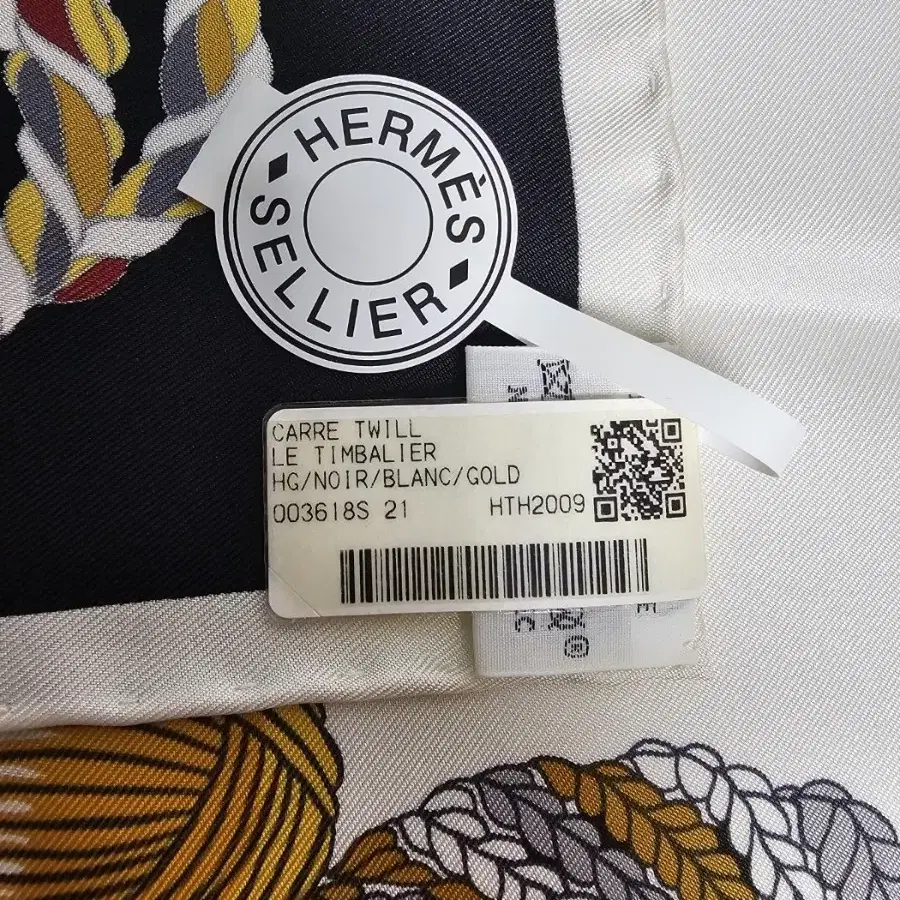 HERMÈS
SELLIER
CARRE TWILL
LE TIMBALIER
HG/NOIR/BLANC/GOLD
003618S 21 HTH2009